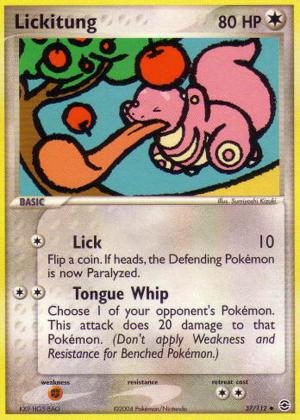 Lickitung 80 HP
BASIC Illus. Sumiyoshi Kizuki
Lick 10
Flip a coin. If heads, the Defending Pokémon
is now Paralyzed.
Tongue Whip
Choose 1 of your opponent's Pokémon.
This attack does 20 damage to that
Pokémon. (Don't apply Weakness and
Resistance for Benched Pokémon.)
weakness resistance retreat cost
©2004 Pokémon/Nintendo 37/112